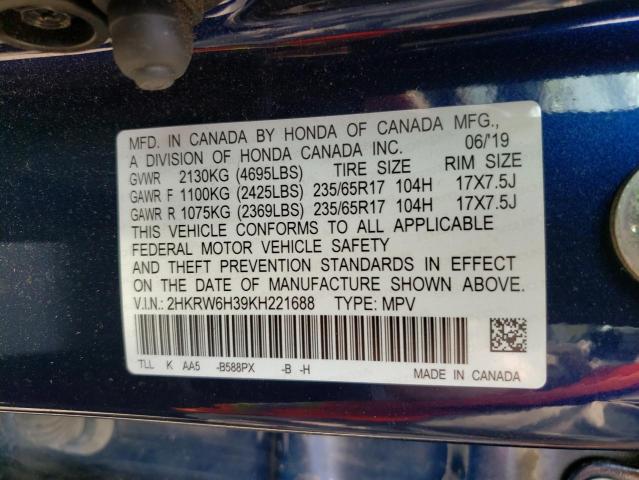 MFD. IN CANADA BY HONDA OF CANADA MFG.,
A DIVISION OF HONDA CANADA INC. 06/19
GVWR 2130KG (4695LBS) TIRE SIZE RIM SIZE
GAWR F 1100KG (2425LBS) 235/65R17 104H 17X7.5J
GAWR R 1075KG (2369LBS) 235/65R17 104H 17X7.5J
THIS VEHICLE CONFORMS TO ALL APPLICABLE
FEDERAL MOTOR VEHICLE SAFETY
AND THEFT PREVENTION STANDARDS IN EFFECT
ON THE DATE OF MANUFACTURE SHOWN ABOVE.
V.I.N.: 2HKRW6H39KH221688 TYPE: MPV
TLL K AA5 -B588PX -B -H MADE IN CANADA